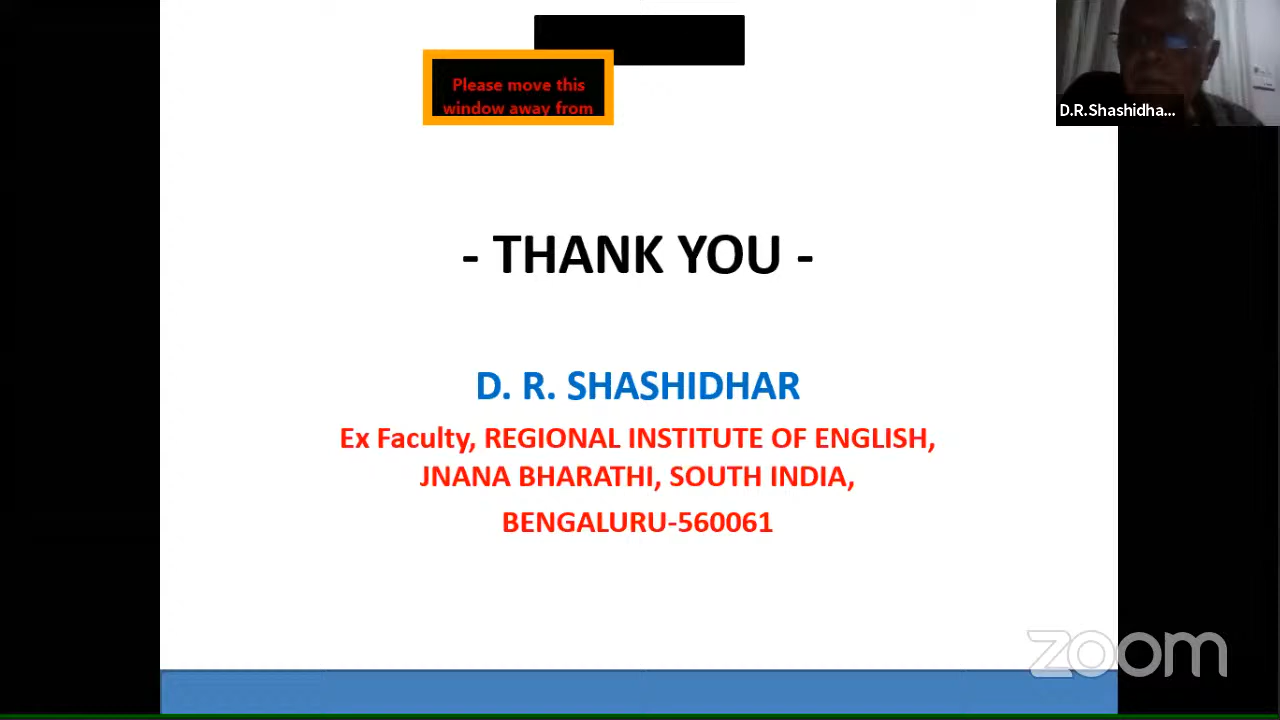 Please move this
window away from
D.R.Shashidha...
- THANK YOU -
D. R. SHASHIDHAR
Ex Faculty, REGIONAL INSTITUTE OF ENGLISH,
JNANA BHARATHI, SOUTH INDIA,
BENGALURU-560061
zoom